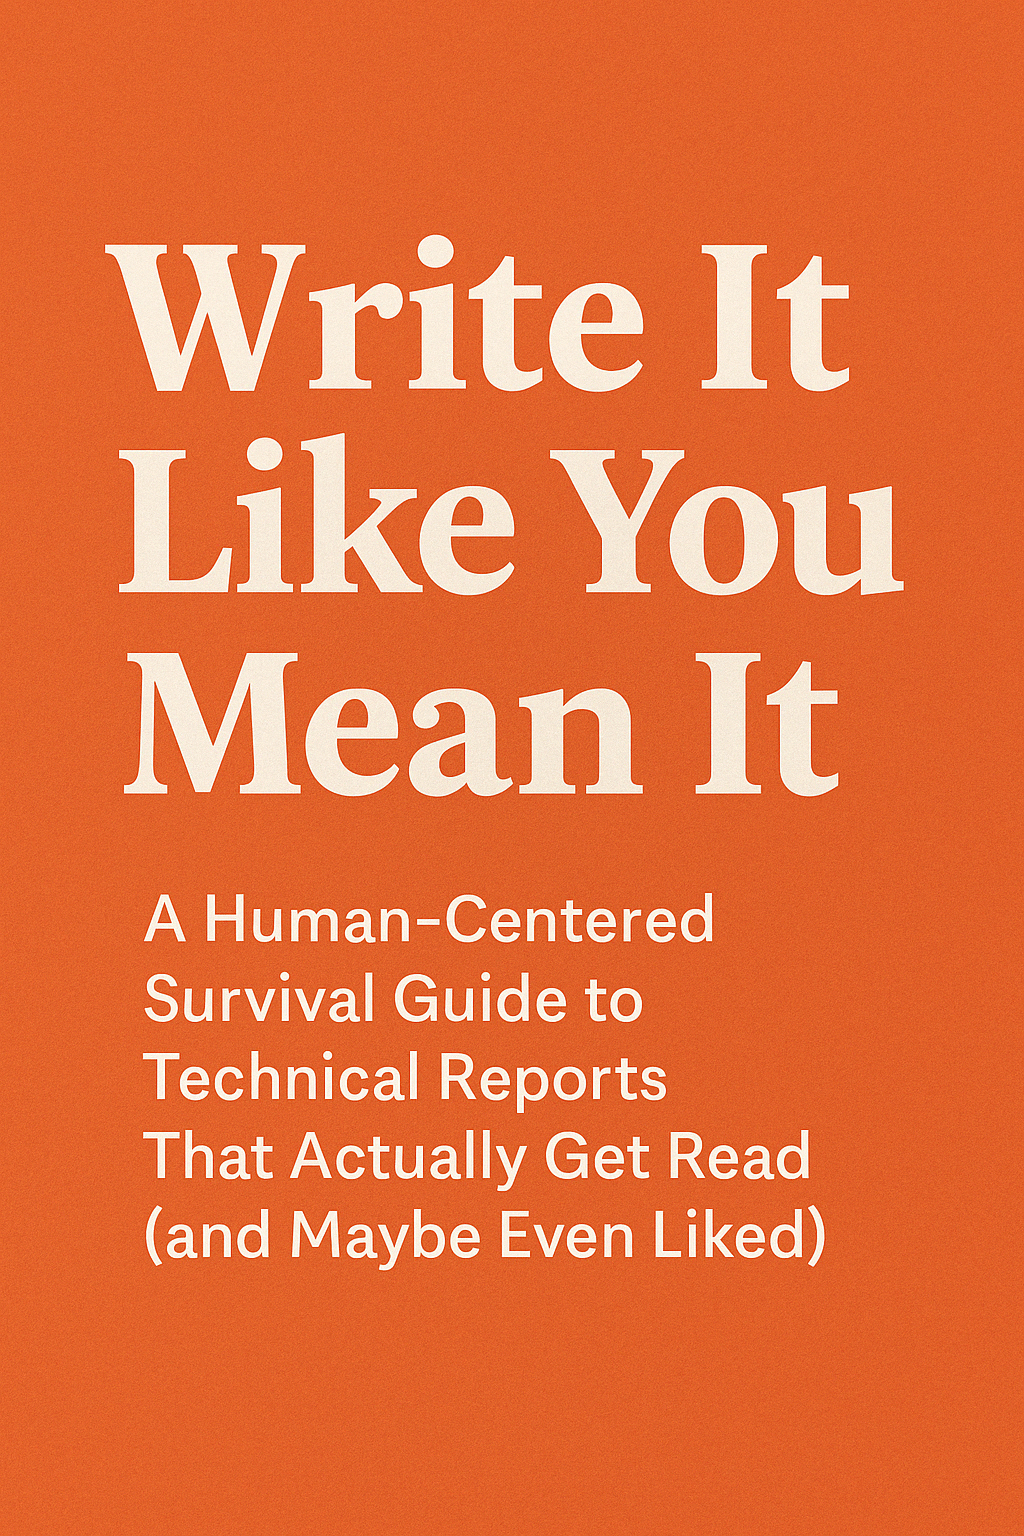 Write It
Like You
Mean It
A Human-Centered
Survival Guide to
Technical Reports
That Actually Get Read
(and Maybe Even Liked)